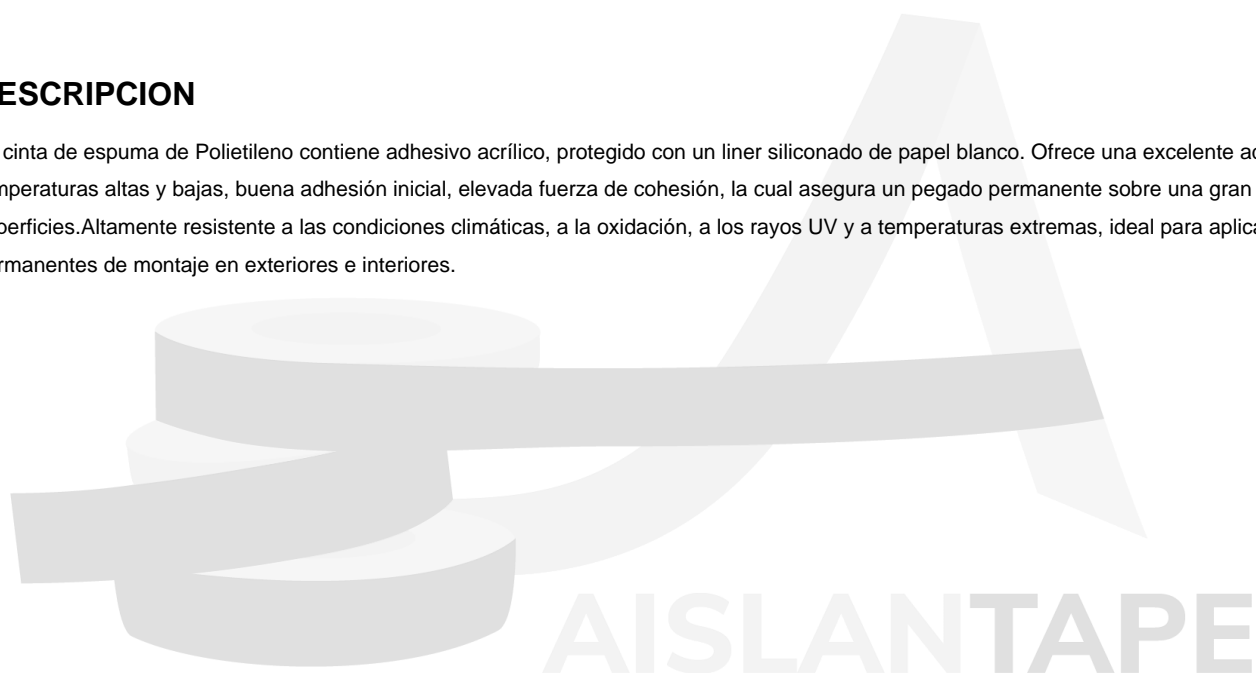 ESCRIPCION
cinta de espuma de Polietileno contiene adhesivo acrílico, protegido con un liner siliconado de papel blanco. Ofrece una excelente
mperaturas altas y bajas, buena adhesión inicial, elevada fuerza de cohesión, la cual asegura un pegado permanente sobre una gran
perficies.Altamente resistente a las condiciones climáticas, a la oxidación, a los rayos UV y a temperaturas extremas, ideal para aplica
rmanentes de montaje en exteriores e interiores.
AISLANTAPE